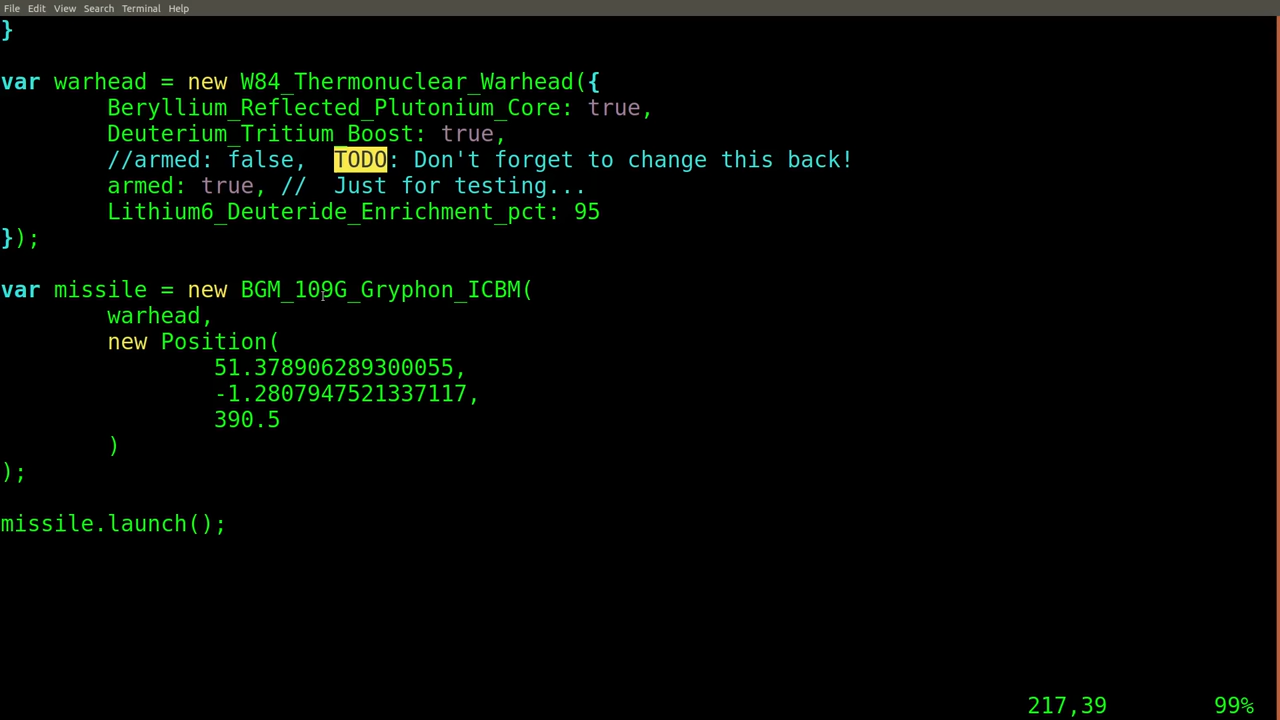 File Edit View Search Terminal Help
}
var warhead = new W84_Thermonuclear_Warhead({
Beryllium_Reflected_Plutonium_Core: true,
Deuterium_Tritium_Boost: true,
//armed: false,  TODO: Don't forget to change this back!
armed: true, //  Just for testing...
Lithium6_Deuteride_Enrichment_pct: 95
});
var missile = new BGM_109G_Gryphon_ICBM(
warhead,
new Position(
51.378906289300055,
-1.2807947521337117,
390.5
)
);
missile.launch();
217,39 99%